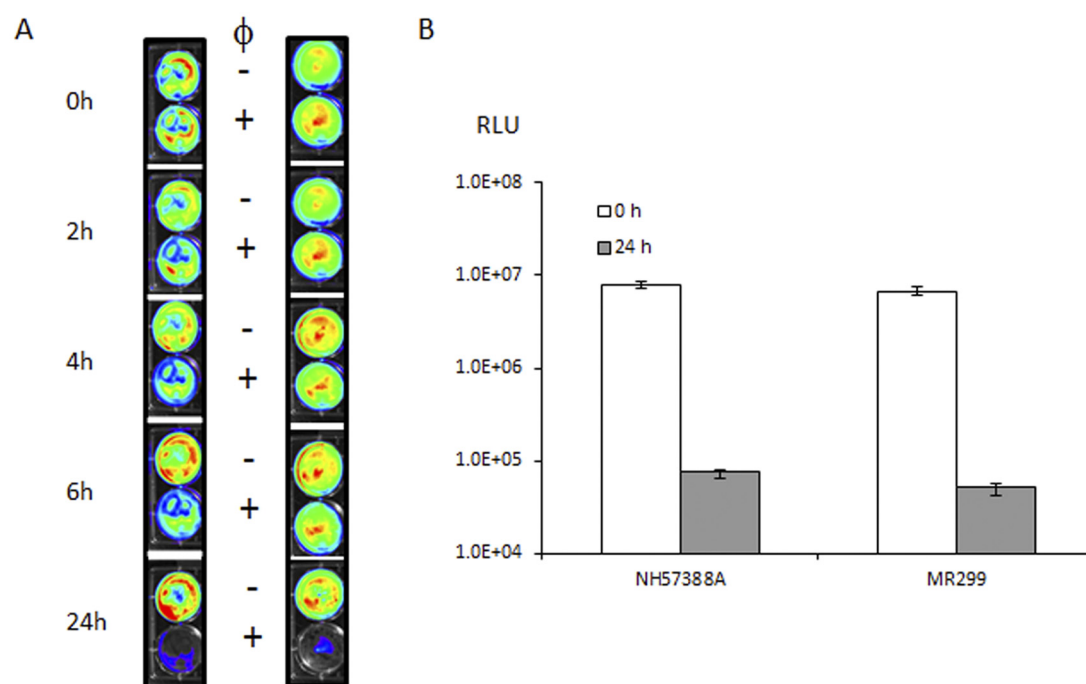 A
ϕ
B
0h
-
+
2h
-
+
4h
-
+
6h
-
+
24h
-
+
RLU
1.0E+08
1.0E+07
1.0E+06
1.0E+05
1.0E+04
0 h
24 h
NH57388A
MR299